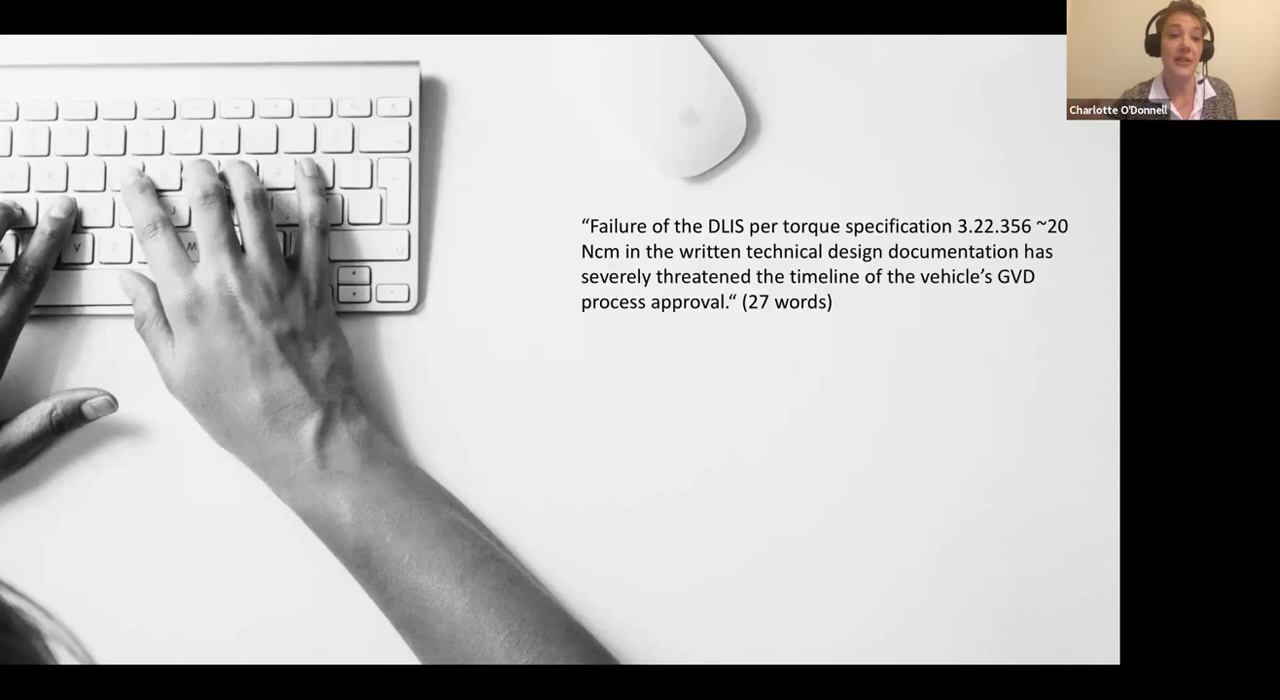 Charlotte O'Donnell
“Failure of the DLIS per torque specification 3.22.356 ~20
Ncm in the written technical design documentation has
severely threatened the timeline of the vehicle’s GVD
process approval.“ (27 words)